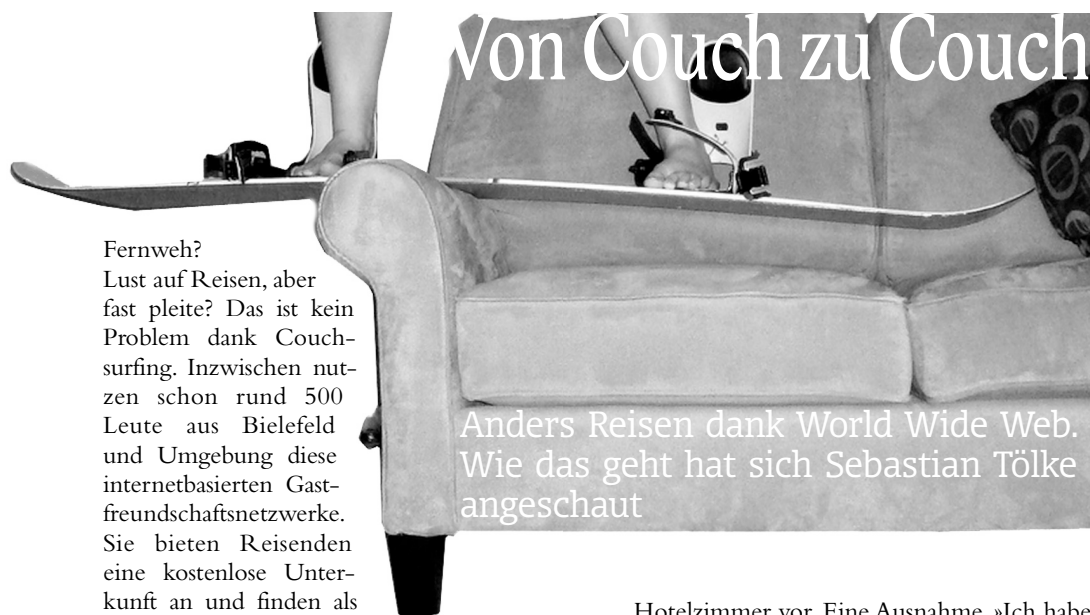 Von Couch zu Couch
Fernweh?
Lust auf Reisen, aber
fast pleite? Das ist kein
Problem dank Couch-
surfing. Inzwischen nut-
zen schon rund 500
Leute aus Bielefeld
und Umgebung diese
internetbasierten Gast-
freundschaftsnetzwerke.
Sie bieten Reisenden
eine kostenlose Unter-
kunft an und finden als
Anders Reisen dank World Wide Web.
Wie das geht hat sich Sebastian Tölke
angeschaut
Hotelzimmer vor. Eine Ausnahme. »Ich habe